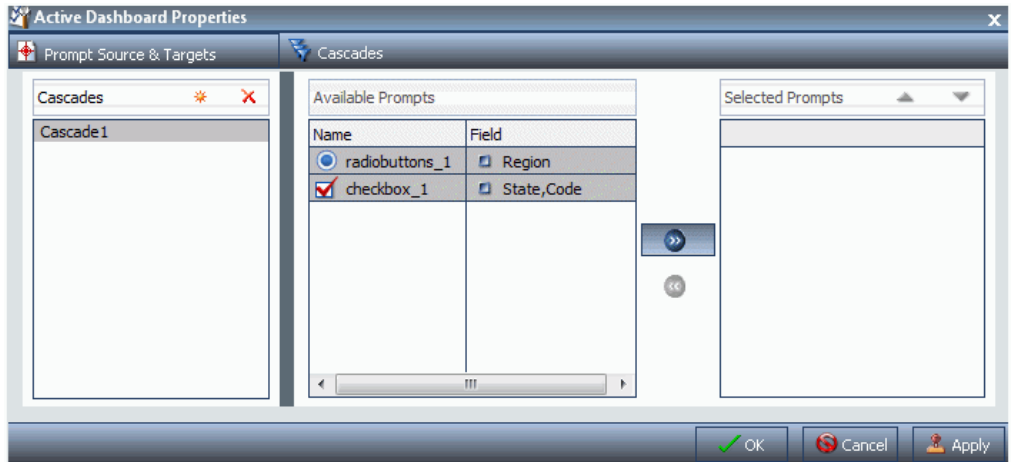 Active Dashboard Properties
x
Prompt Source & Targets
Cascades
Cascades
Available Prompts
Selected Prompts
Cascade1
Name Field
radiobuttons_1 Region
checkbox_1 State,Code
OK
Cancel
Apply